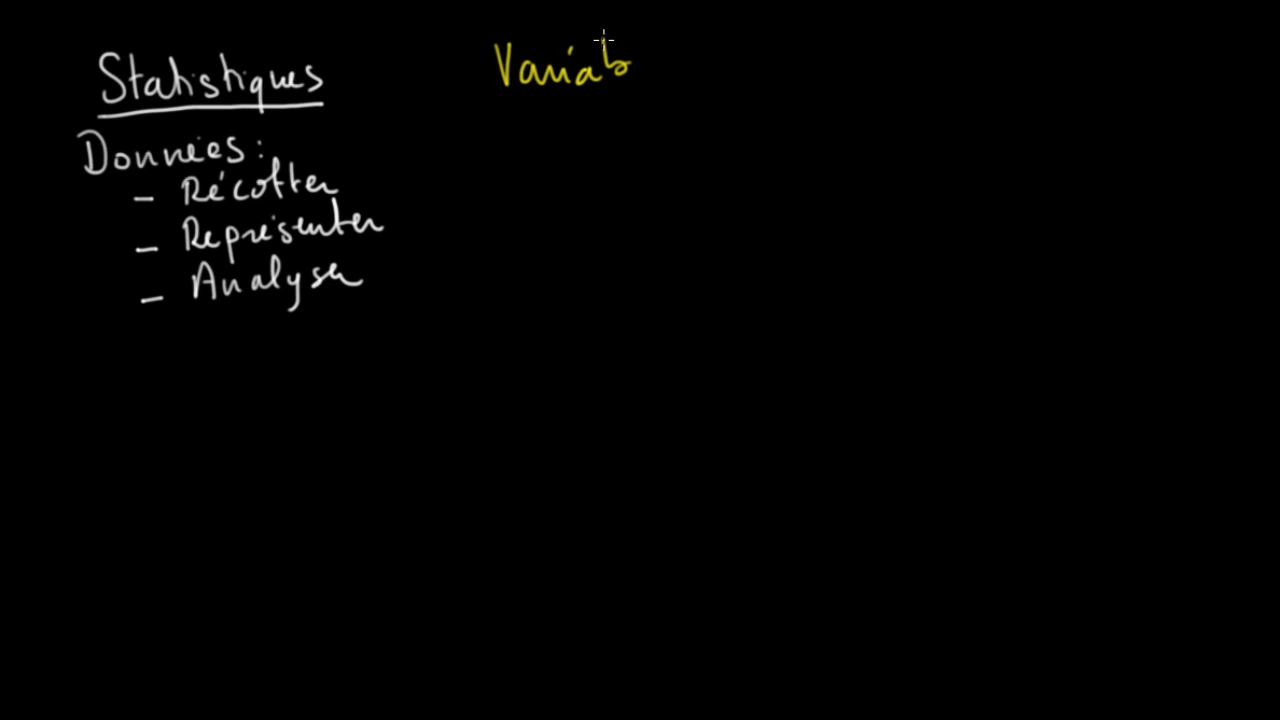 Statistiques
Données:
- Récolter
- Représenter
- Analyser
Variab